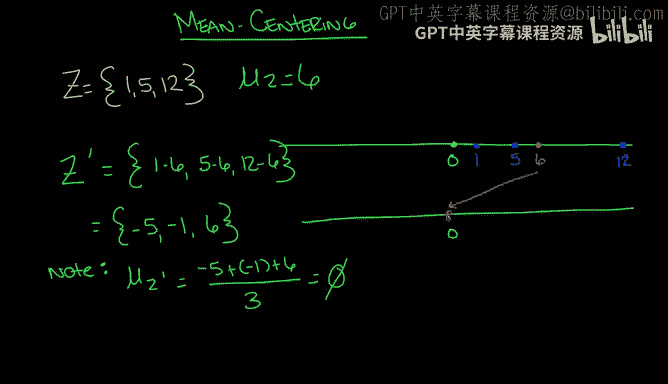 GPT中英字幕课程资源@bilibili.com
GPT中英字幕课程资源 bilibili
MEAN-CENTERING
Z={1,5,12} μz=6
Z'={1-6, 5-6, 12-6}
0 1 5 6 12
={-5,-1,6}
0
NOTE: μz' = -5+(-1)+6 / 3 = Ø